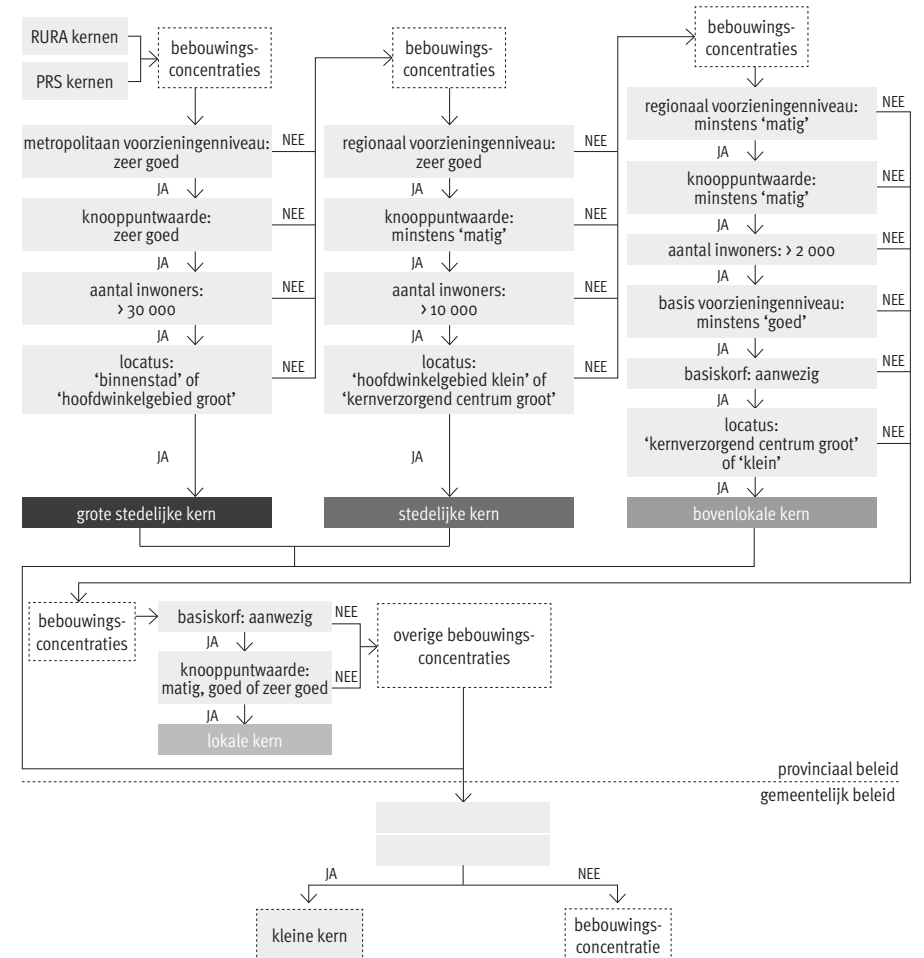 RURA kernen
PRS kernen
bebouwings-
concentraties
metropolitaan voorzieningenniveau:
zeer goed
NEE
JA
knooppuntwaarde:
zeer goed
NEE
JA
aantal inwoners:
> 30 000
NEE
JA
locatus:
‘binnenstad’ of
‘hoofdwinkelgebied groot’
NEE
JA
grote stedelijke kern
bebouwings-
concentraties
regionaal voorzieningenniveau:
zeer goed
NEE
JA
knooppuntwaarde:
minstens ‘matig’
NEE
JA
aantal inwoners:
> 10 000
NEE
JA
locatus:
‘hoofdwinkelgebied klein’ of
‘kernverzorgend centrum groot’
NEE
JA
stedelijke kern
bebouwings-
concentraties
regionaal voorzieningenniveau:
minstens ‘matig’
NEE
JA
knooppuntwaarde:
minstens ‘matig’
NEE
JA
aantal inwoners: > 2 000
NEE
JA
basis voorzieningenniveau:
minstens ‘goed’
NEE
JA
basiskorf: aanwezig
NEE
JA
locatus:
‘kernverzorgend centrum groot’
of ‘klein’
NEE
JA
bovenlokale kern
bebouwings-
concentraties
basiskorf: aanwezig
NEE
JA
knooppuntwaarde:
matig, goed of zeer goed
NEE
JA
lokale kern
overige bebouwings-
concentraties
provinciaal beleid
gemeentelijk beleid
JA
NEE
kleine kern
bebouwings-
concentratie